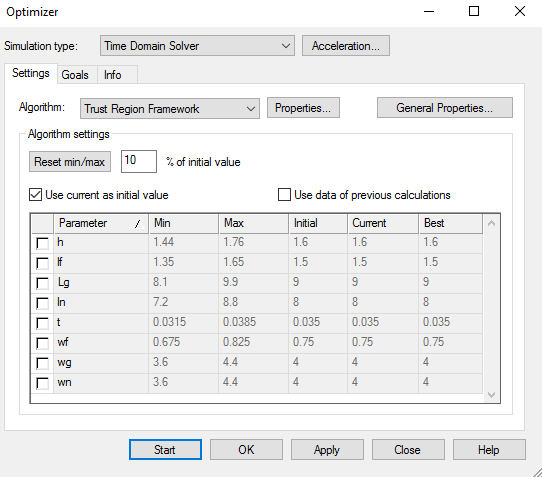 Optimizer
Simulation type: Time Domain Solver Acceleration...
Settings Goals Info
Algorithm: Trust Region Framework Properties... General Properties...
Algorithm settings
Reset min/max 10 % of initial value
Use current as initial value Use data of previous calculations
Parameter Min Max Initial Current Best
h 1.44 1.76 1.6 1.6 1.6
lf 1.35 1.65 1.5 1.5 1.5
Lg 8.1 9.9 9 9 9
ln 7.2 8.8 8 8 8
t 0.0315 0.0385 0.035 0.035 0.035
wf 0.675 0.825 0.75 0.75 0.75
wg 3.6 4.4 4 4 4
wn 3.6 4.4 4 4 4
Start OK Apply Close Help